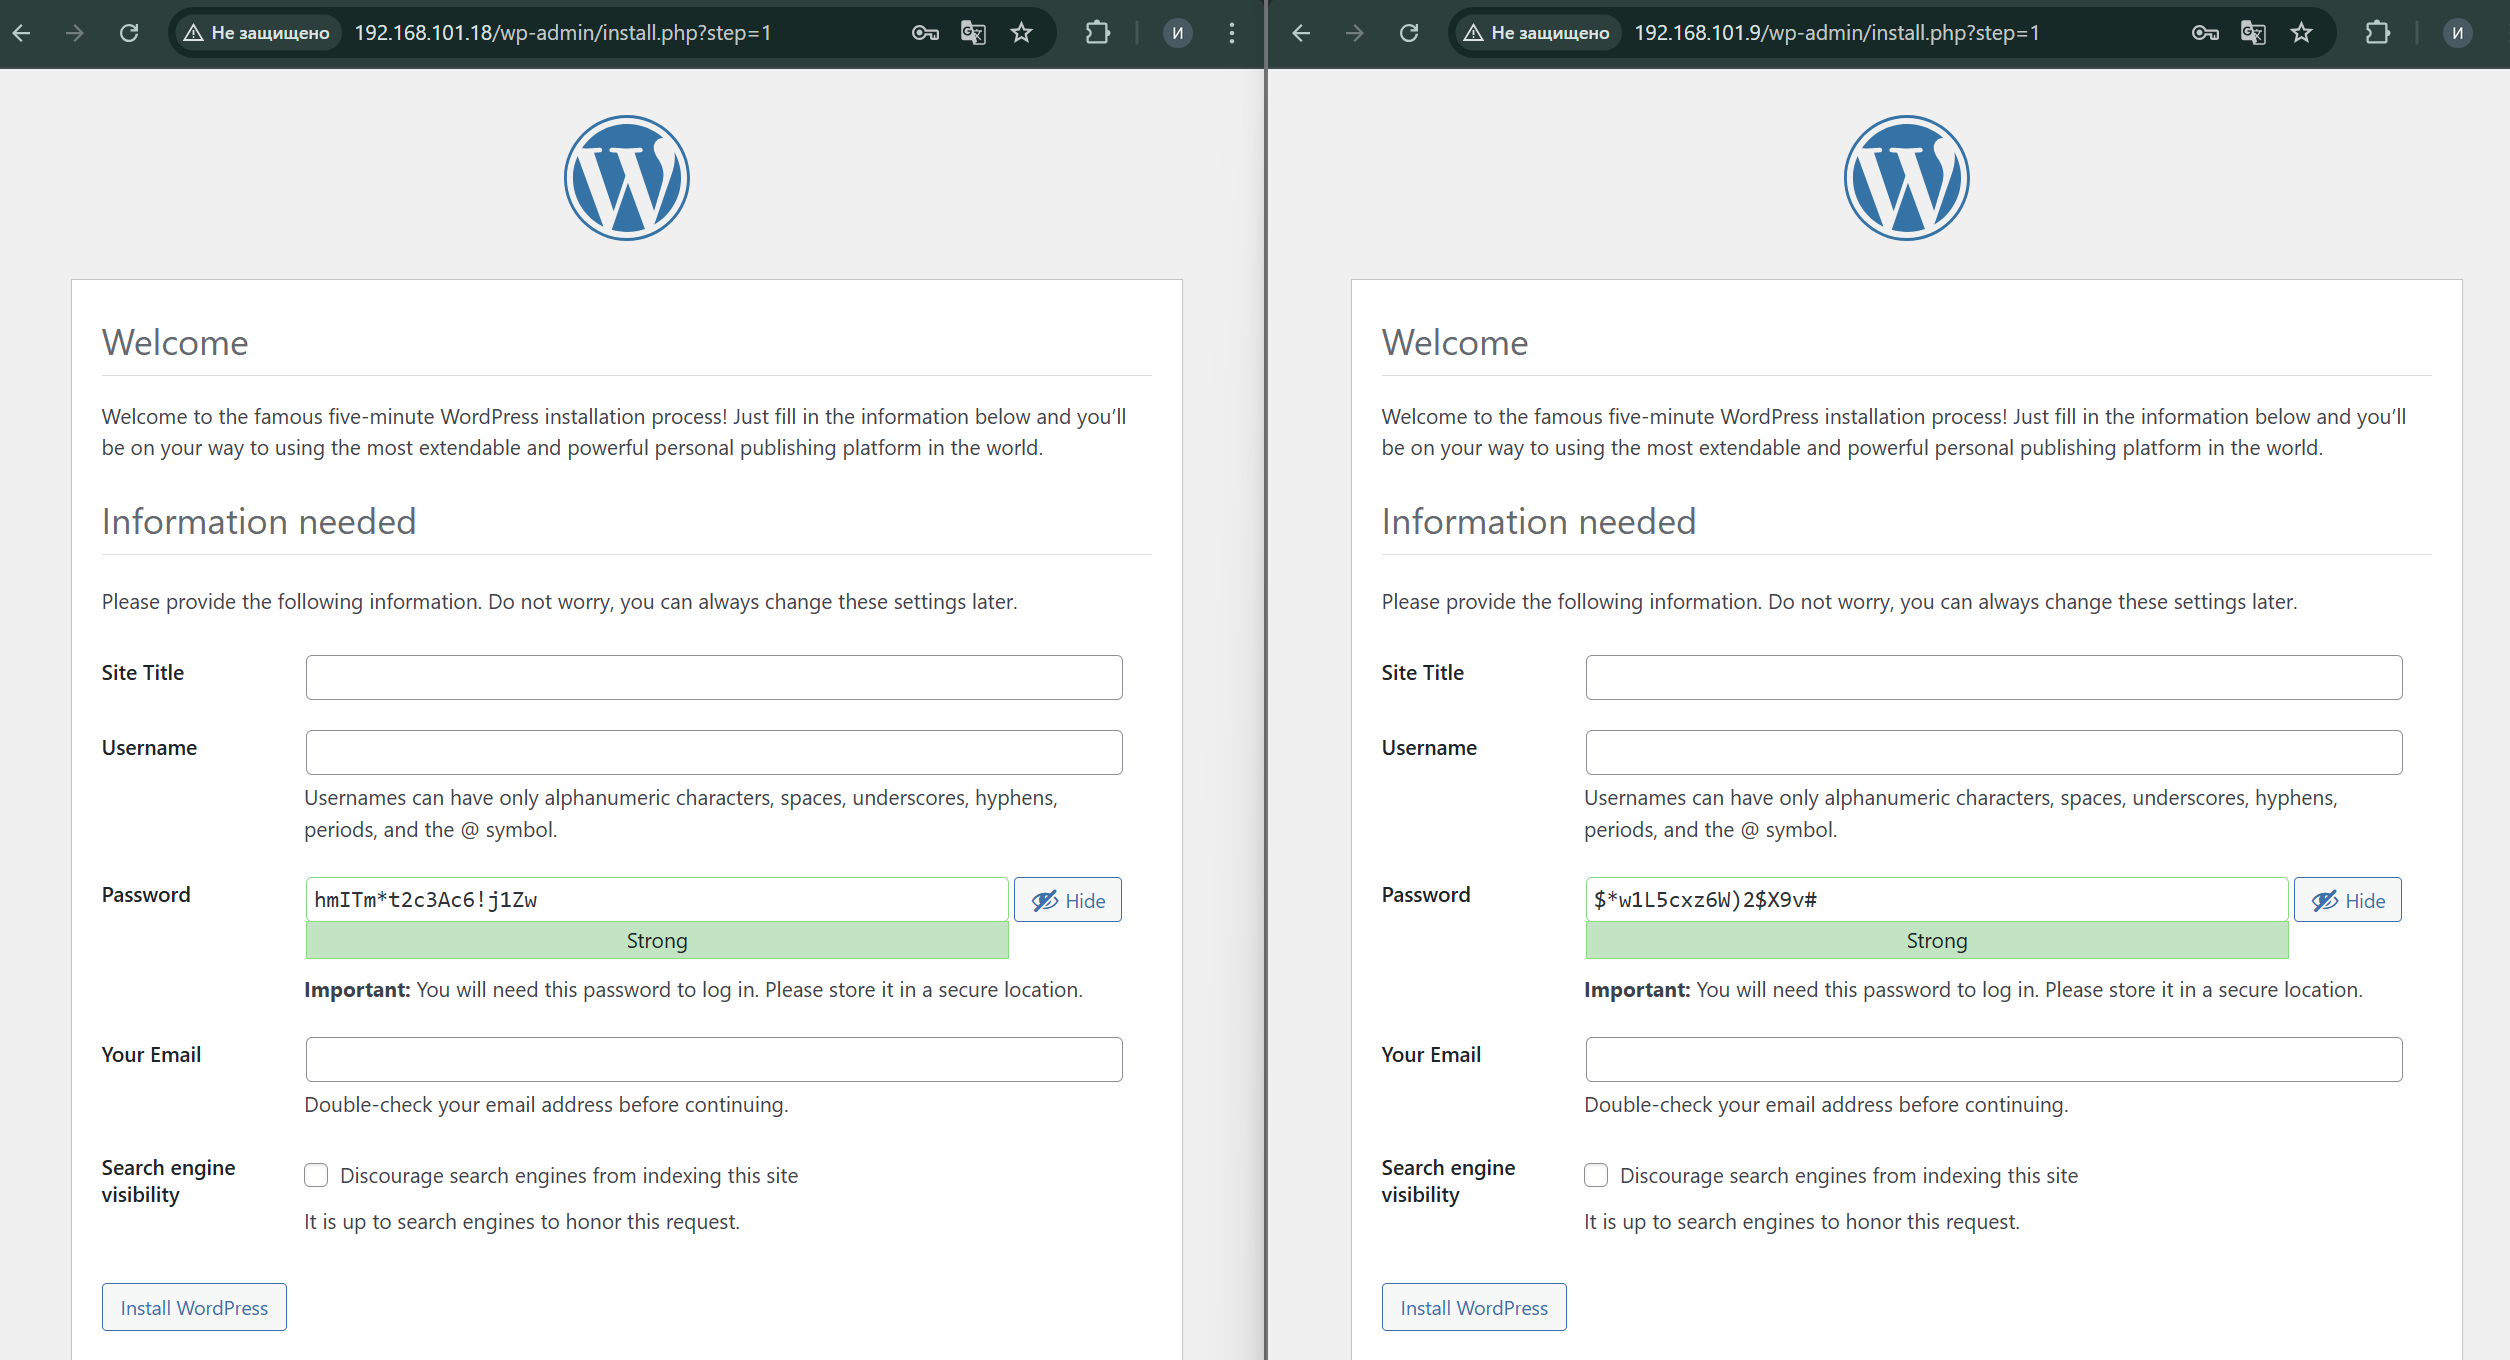 Не защищено 192.168.101.18/wp-admin/install.php?step=1 И
Welcome
Welcome to the famous five-minute WordPress installation process! Just fill in the information below and you’ll
be on your way to using the most extendable and powerful personal publishing platform in the world.
Information needed
Please provide the following information. Do not worry, you can always change these settings later.
Site Title
Username
Usernames can have only alphanumeric characters, spaces, underscores, hyphens,
periods, and the @ symbol.
Password hmITm*t2c3Ac6!j1Zw Hide
Strong
Important: You will need this password to log in. Please store it in a secure location.
Your Email
Double-check your email address before continuing.
Search engine
visibility
Discourage search engines from indexing this site
It is up to search engines to honor this request.
Install WordPress
Не защищено 192.168.101.9/wp-admin/install.php?step=1 И
Welcome
Welcome to the famous five-minute WordPress installation process! Just fill in the information below and you’ll
be on your way to using the most extendable and powerful personal publishing platform in the world.
Information needed
Please provide the following information. Do not worry, you can always change these settings later.
Site Title
Username
Usernames can have only alphanumeric characters, spaces, underscores, hyphens,
periods, and the @ symbol.
Password $*w1L5cxz6W)2$X9v# Hide
Strong
Important: You will need this password to log in. Please store it in a secure location.
Your Email
Double-check your email address before continuing.
Search engine
visibility
Discourage search engines from indexing this site
It is up to search engines to honor this request.
Install WordPress